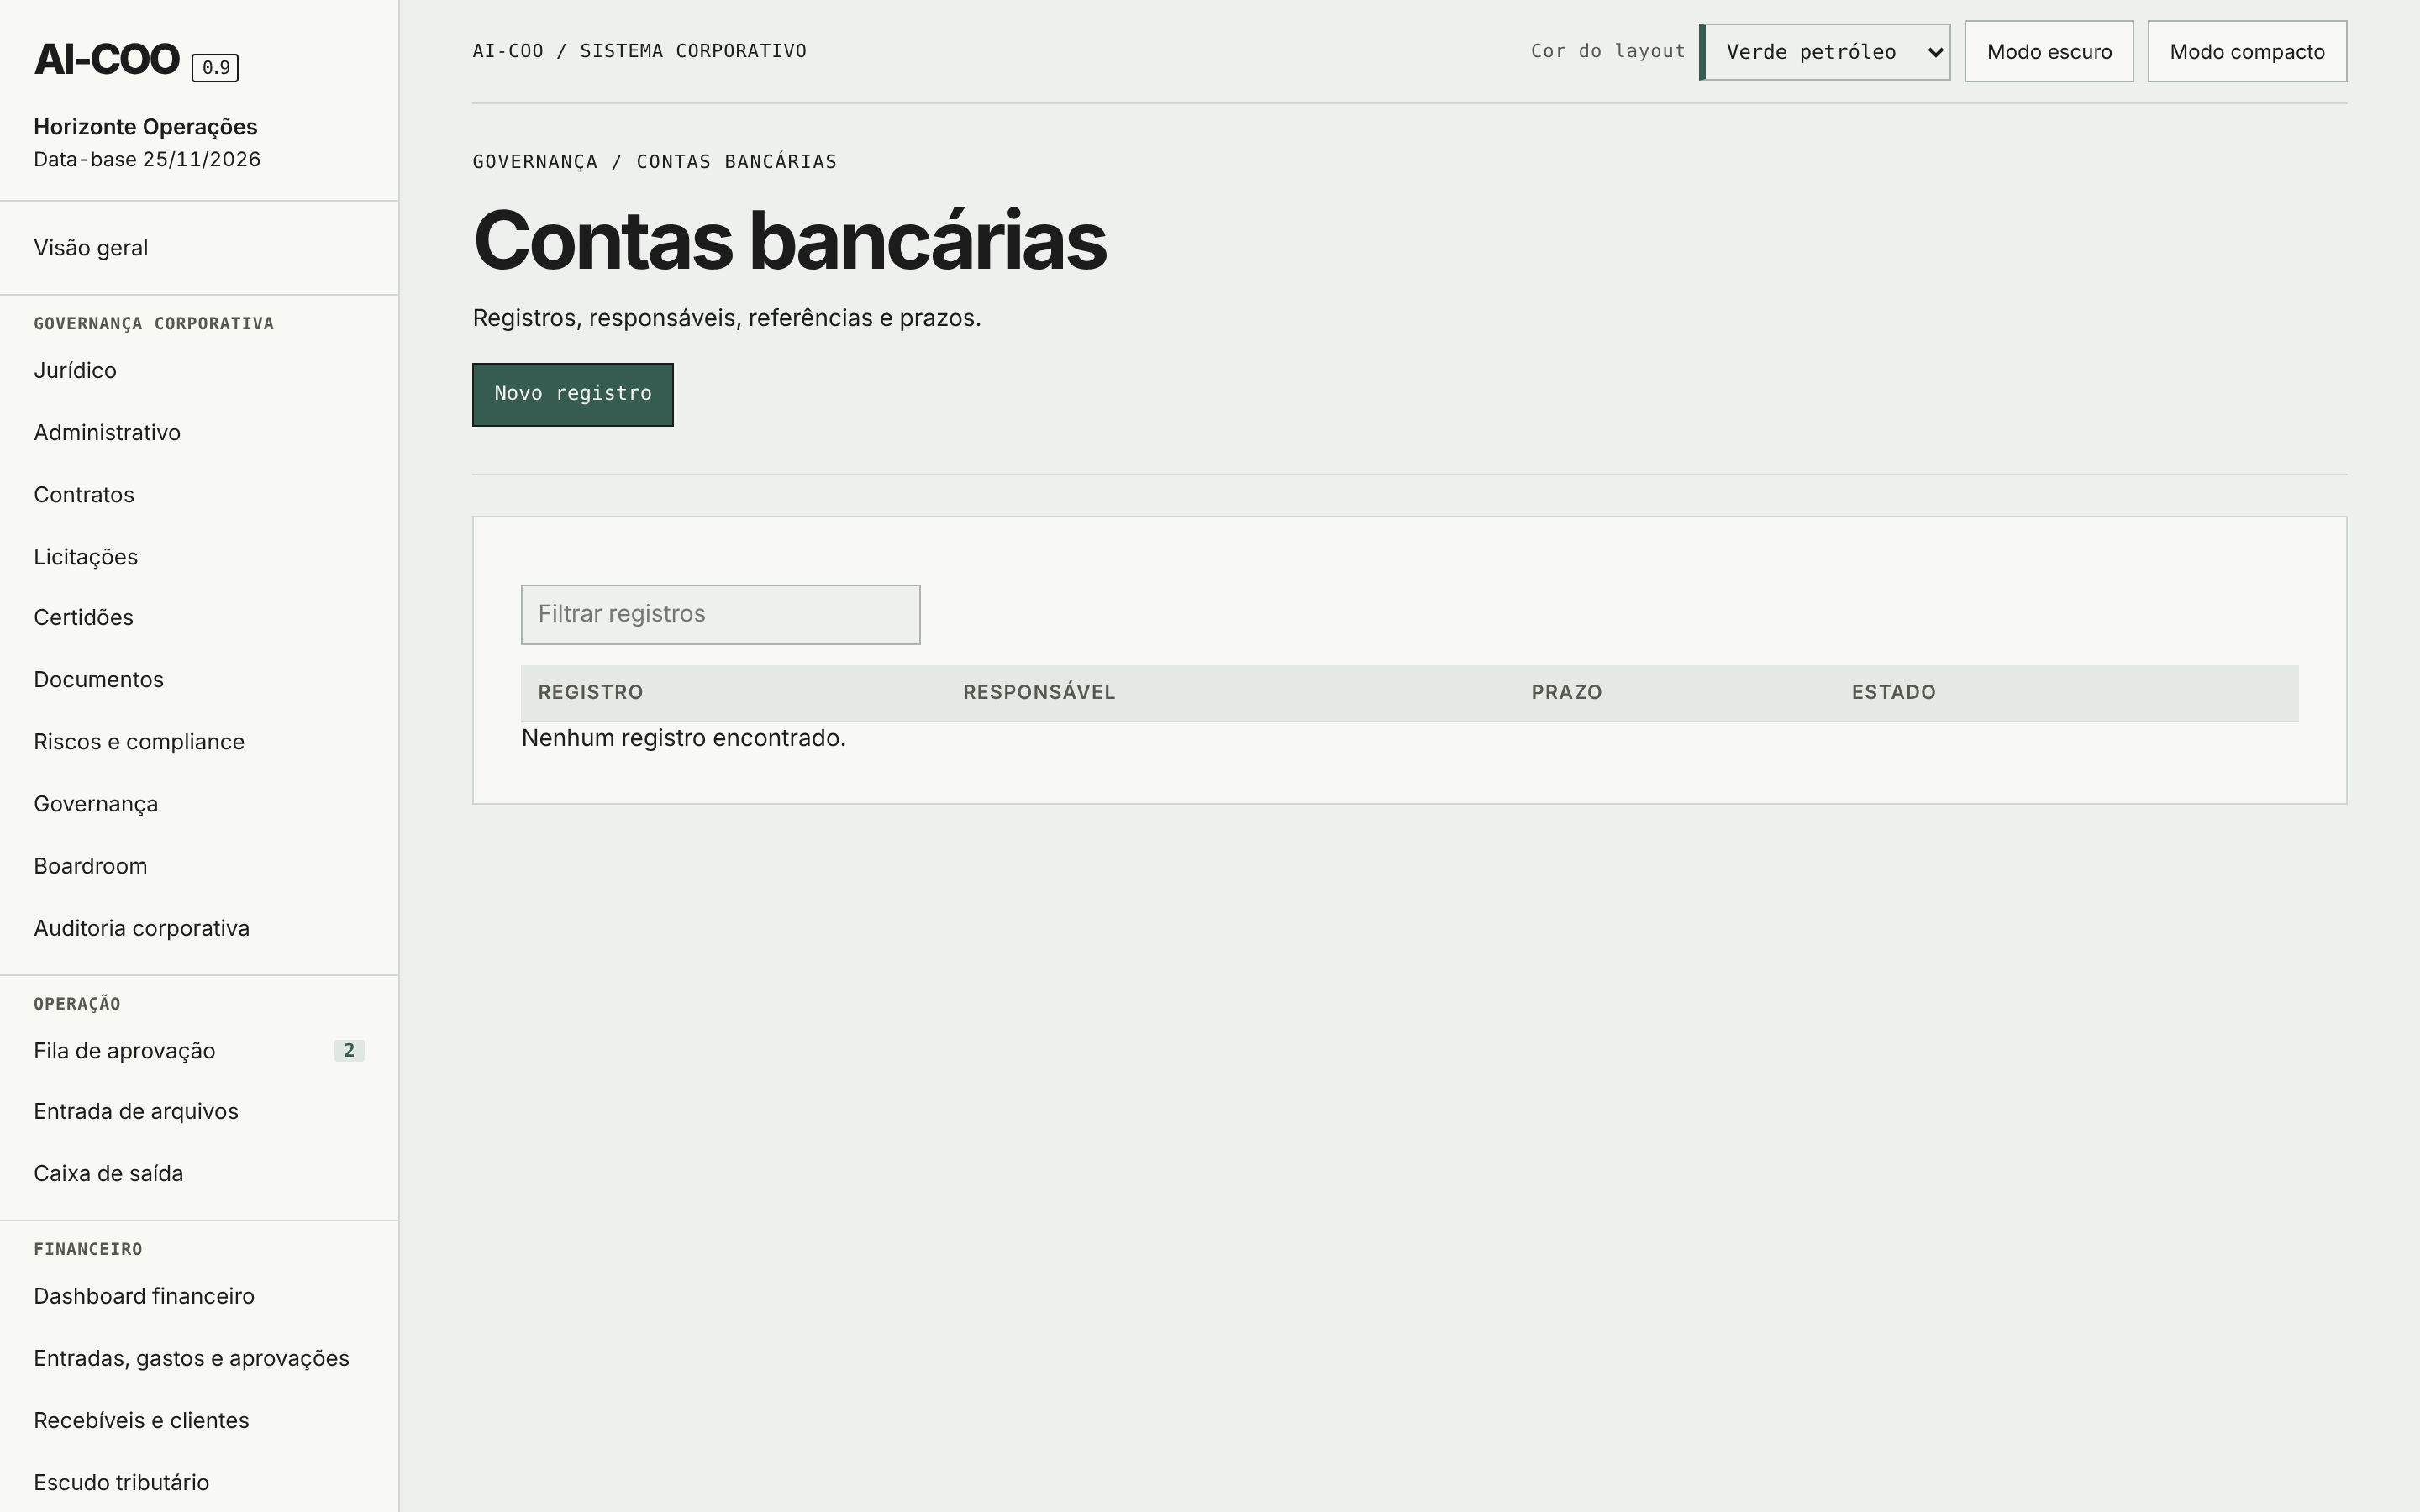 AI-COO 0.9
Horizonte Operações
Data-base 25/11/2026
Visão geral
GOVERNANÇA CORPORATIVA
Jurídico
Administrativo
Contratos
Licitações
Certidões
Documentos
Riscos e compliance
Governança
Boardroom
Auditoria corporativa
OPERAÇÃO
Fila de aprovação 2
Entrada de arquivos
Caixa de saída
FINANCEIRO
Dashboard financeiro
Entradas, gastos e aprovações
Recebíveis e clientes
Escudo tributário
AI-COO / SISTEMA CORPORATIVO
Cor do layout Verde petróleo Modo escuro Modo compacto
GOVERNANÇA / CONTAS BANCÁRIAS
Contas bancárias
Registros, responsáveis, referências e prazos.
Novo registro
Filtrar registros
REGISTRO RESPONSÁVEL PRAZO ESTADO
Nenhum registro encontrado.